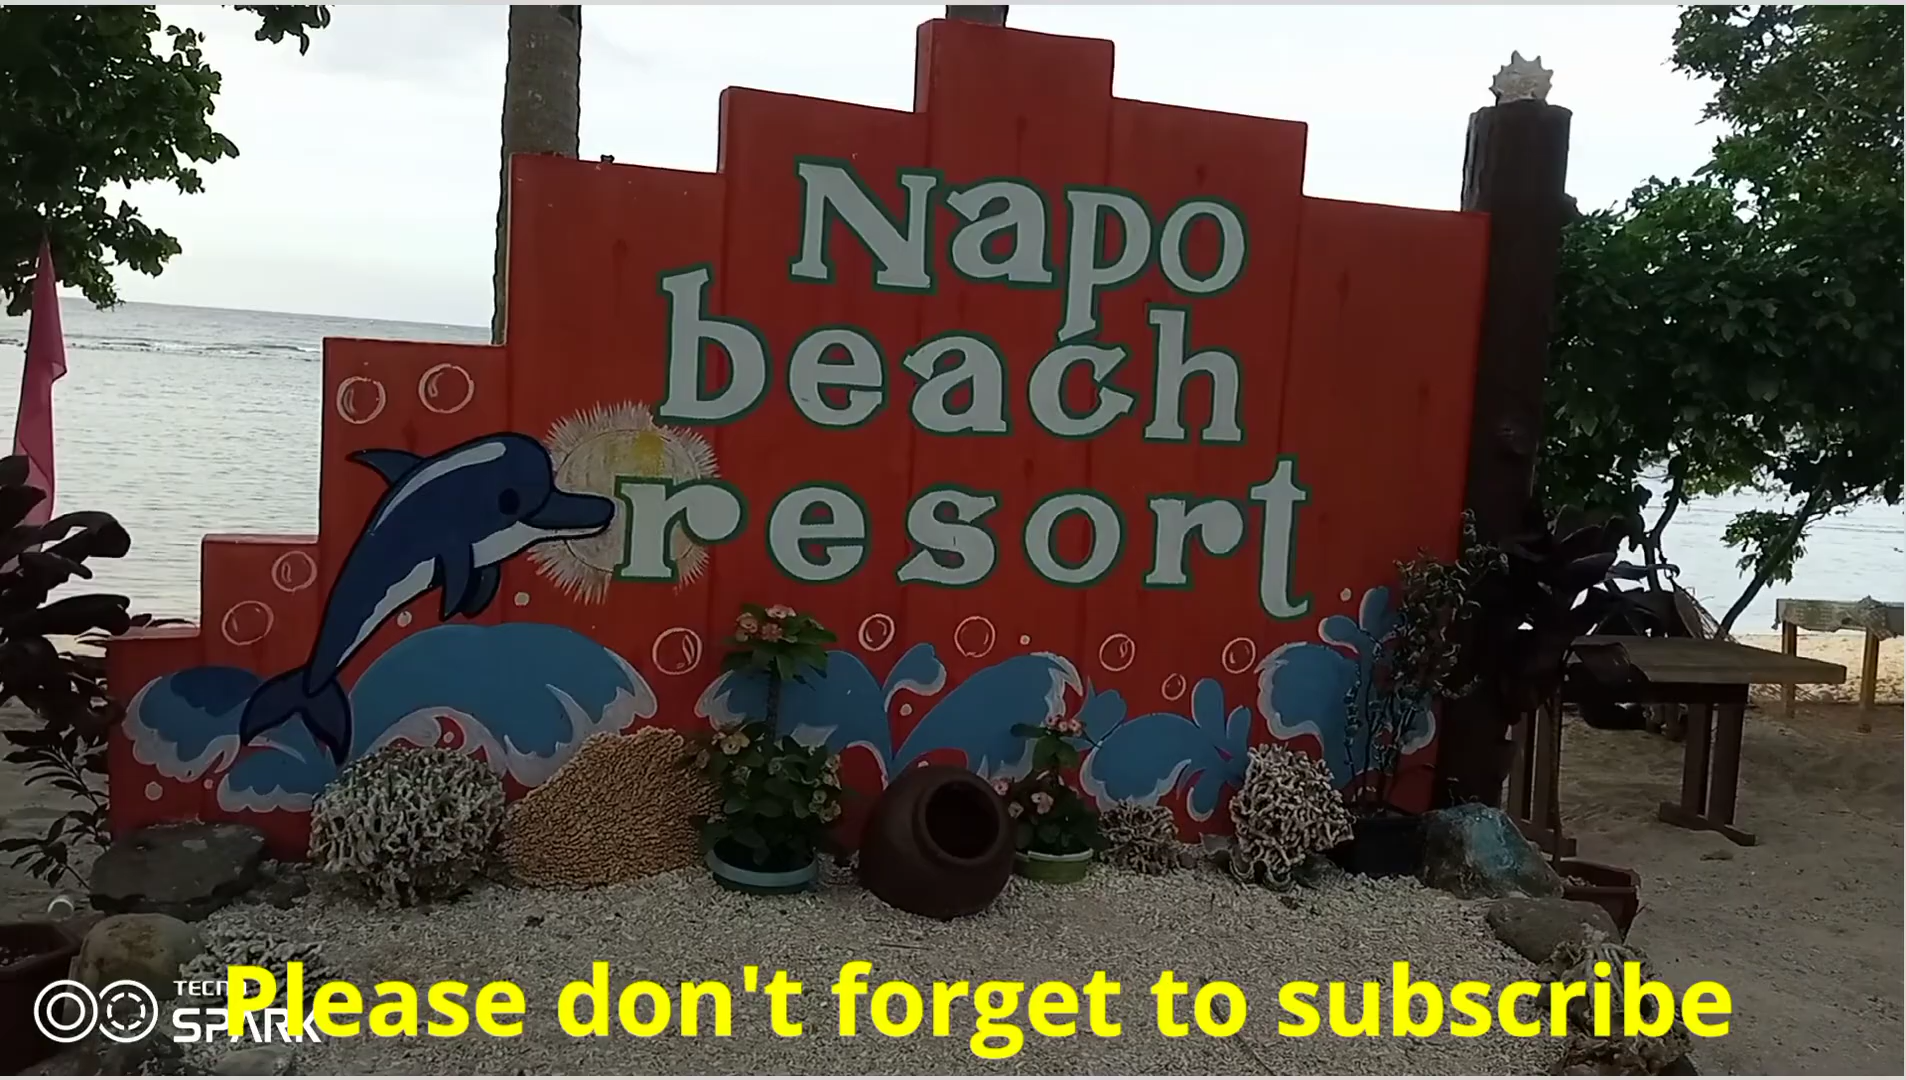 Napo
beach
resort
TECNO
SPARK
Please don't forget to subscribe